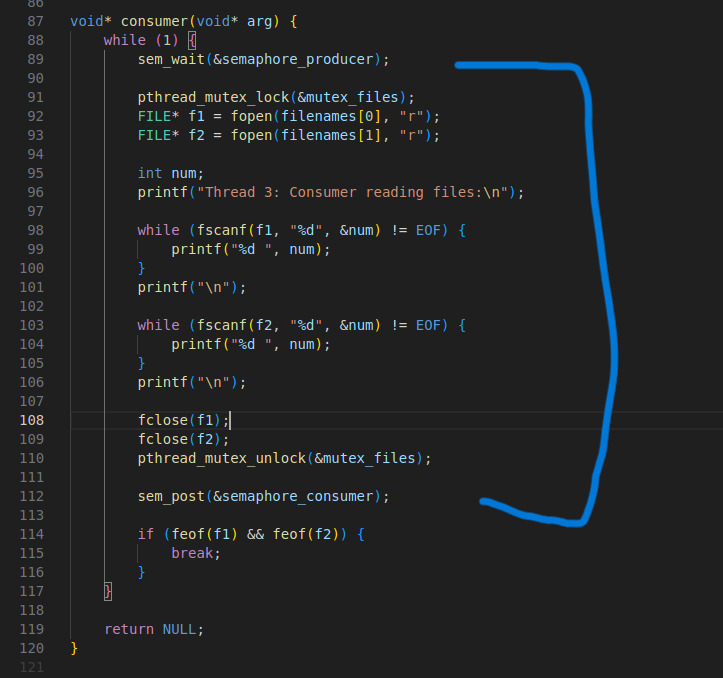 86
87 void* consumer(void* arg) {
88     while (1) {
89         sem_wait(&semaphore_producer);
90
91         pthread_mutex_lock(&mutex_files);
92         FILE* f1 = fopen(filenames[0], "r");
93         FILE* f2 = fopen(filenames[1], "r");
94
95         int num;
96         printf("Thread 3: Consumer reading files:\n");
97
98         while (fscanf(f1, "%d", &num) != EOF) {
99             printf("%d ", num);
100         }
101         printf("\n");
102
103         while (fscanf(f2, "%d", &num) != EOF) {
104             printf("%d ", num);
105         }
106         printf("\n");
107
108         fclose(f1);
109         fclose(f2);
110         pthread_mutex_unlock(&mutex_files);
111
112         sem_post(&semaphore_consumer);
113
114         if (feof(f1) && feof(f2)) {
115             break;
116         }
117     }
118
119     return NULL;
120 }
121